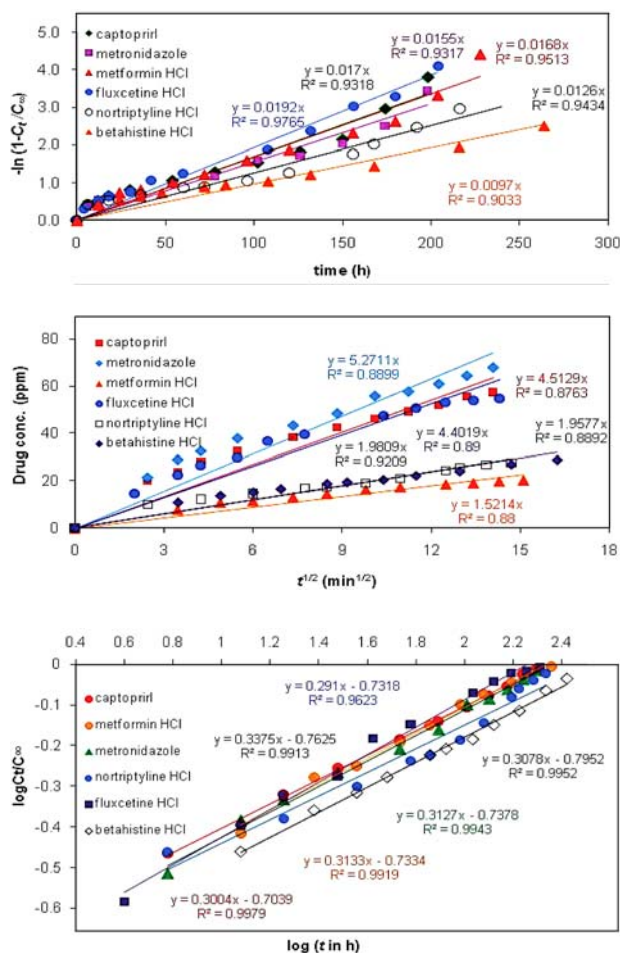 y = 0.0155x
R² = 0.9317
y = 0.0168x
R² = 0.9513
y = 0.017x
R² = 0.9318
y = 0.0192x
R² = 0.9765
y = 0.0126x
R² = 0.9434
y = 0.0097x
R² = 0.9033
captoprirl
metronidazole
metformin HCl
fluxcetine HCl
nortriptyline HCl
betahistine HCl
-ln (1-Ct /C∞)
5.0
4.0
3.0
2.0
1.0
0.0
0 50 100 150 200 250 300
time (h)
captoprirl
metronidazole
metformin HCl
fluxcetine HCl
nortriptyline HCl
betahistine HCl
y = 5.2711x
R² = 0.8899
y = 4.5129x
R² = 0.8763
y = 4.4019x
R² = 0.89
y = 1.9809x
R² = 0.9209
y = 1.9577x
R² = 0.8892
y = 1.5214x
R² = 0.88
Drug conc. (ppm)
80
60
40
20
0
0 3 6 9 12 15 18
t1/2 (min1/2)
0.4 0.6 0.8 1 1.2 1.4 1.6 1.8 2 2.2 2.4
0
-0.1
-0.2
-0.3
-0.4
-0.5
-0.6
logCt/C∞
captoprirl
metformin HCl
metronidazole
nortriptyline HCl
fluxcetine HCl
betahistine HCl
y = 0.291x - 0.7318
R² = 0.9623
y = 0.3375x - 0.7625
R² = 0.9913
y = 0.3078x - 0.7952
R² = 0.9952
y = 0.3127x - 0.7378
R² = 0.9943
y = 0.3133x - 0.7334
R² = 0.9919
y = 0.3004x - 0.7039
R² = 0.9979
log (t in h)